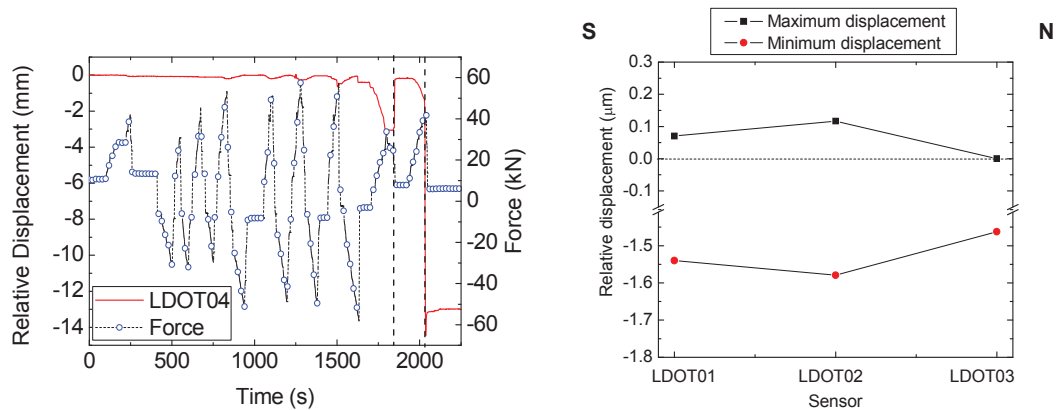 Relative Displacement (mm)
0
-2
-4
-6
-8
-10
-12
-14
60
40
20
0
-20
-40
-60
Force (kN)
LDOT04
Force
0
500
1000
1500
2000
Time (s)
S
N
Maximum displacement
Minimum displacement
Relative displacement (μm)
0.3
0.2
0.1
0.0
0.1
-1.5
-1.6
-1.7
-1.8
LDOT01
LDOT02
LDOT03
Sensor